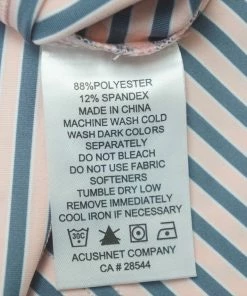 88%POLYESTER
12% SPANDEX
MADE IN CHINA
MACHINE WASH COLD
WASH DARK COLORS
SEPARATELY
DO NOT BLEACH
DO NOT USE FABRIC
SOFTENERS
TUMBLE DRY LOW
REMOVE IMMEDIATELY
COOL IRON IF NECESSARY
30C
ACUSHNET COMPANY
CA # 28544